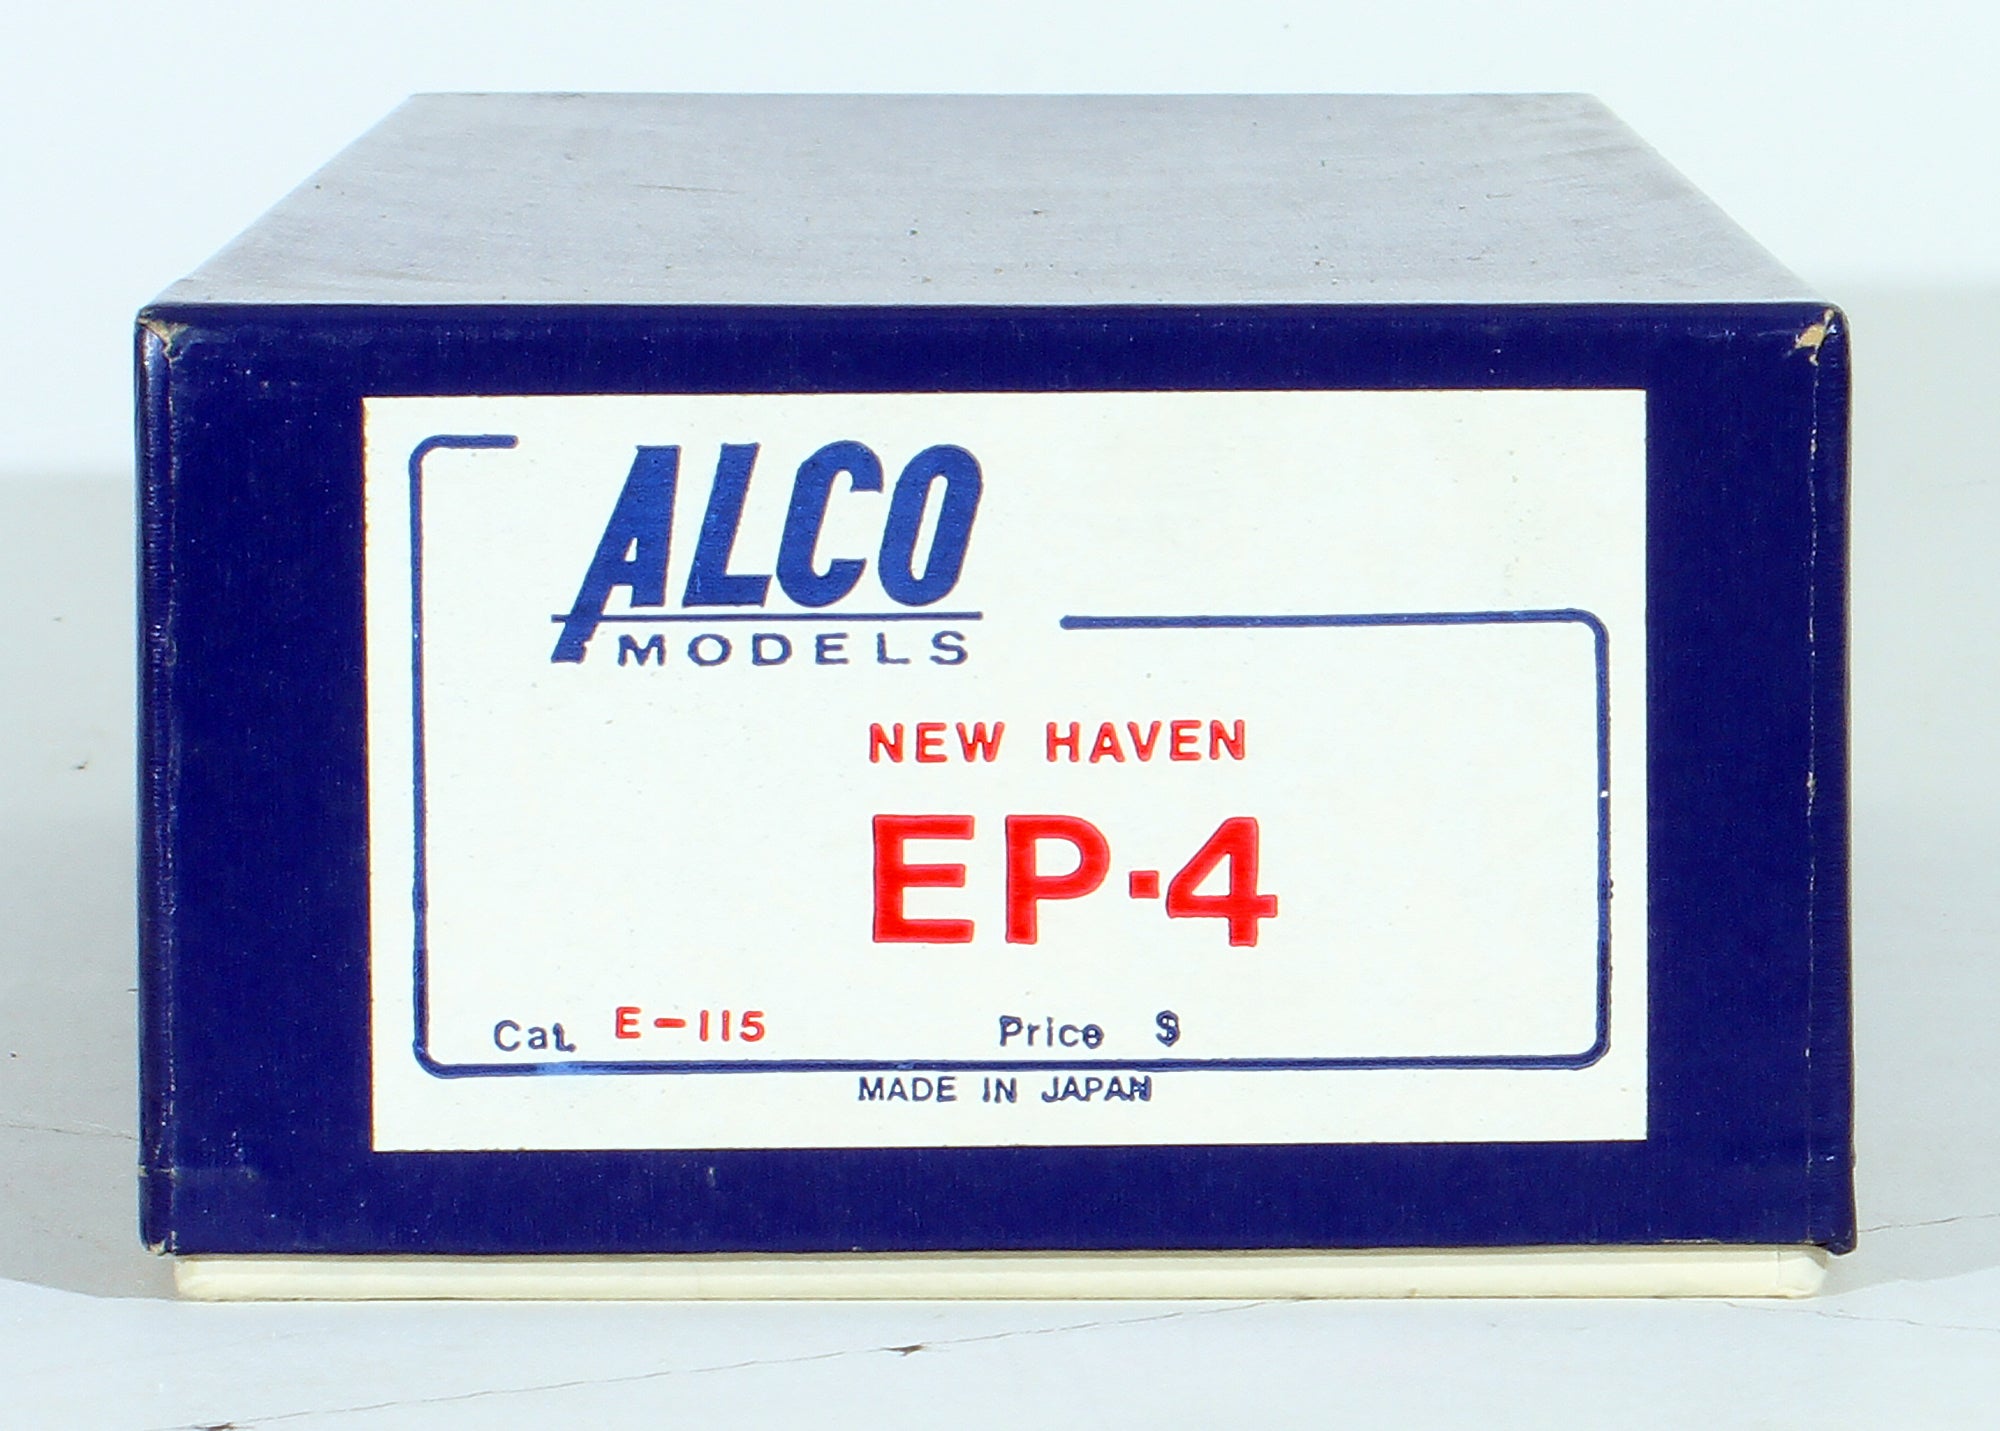 ALCO
MODELS
NEW HAVEN
EP-4
Cat. E-115 Price $
MADE IN JAPAN